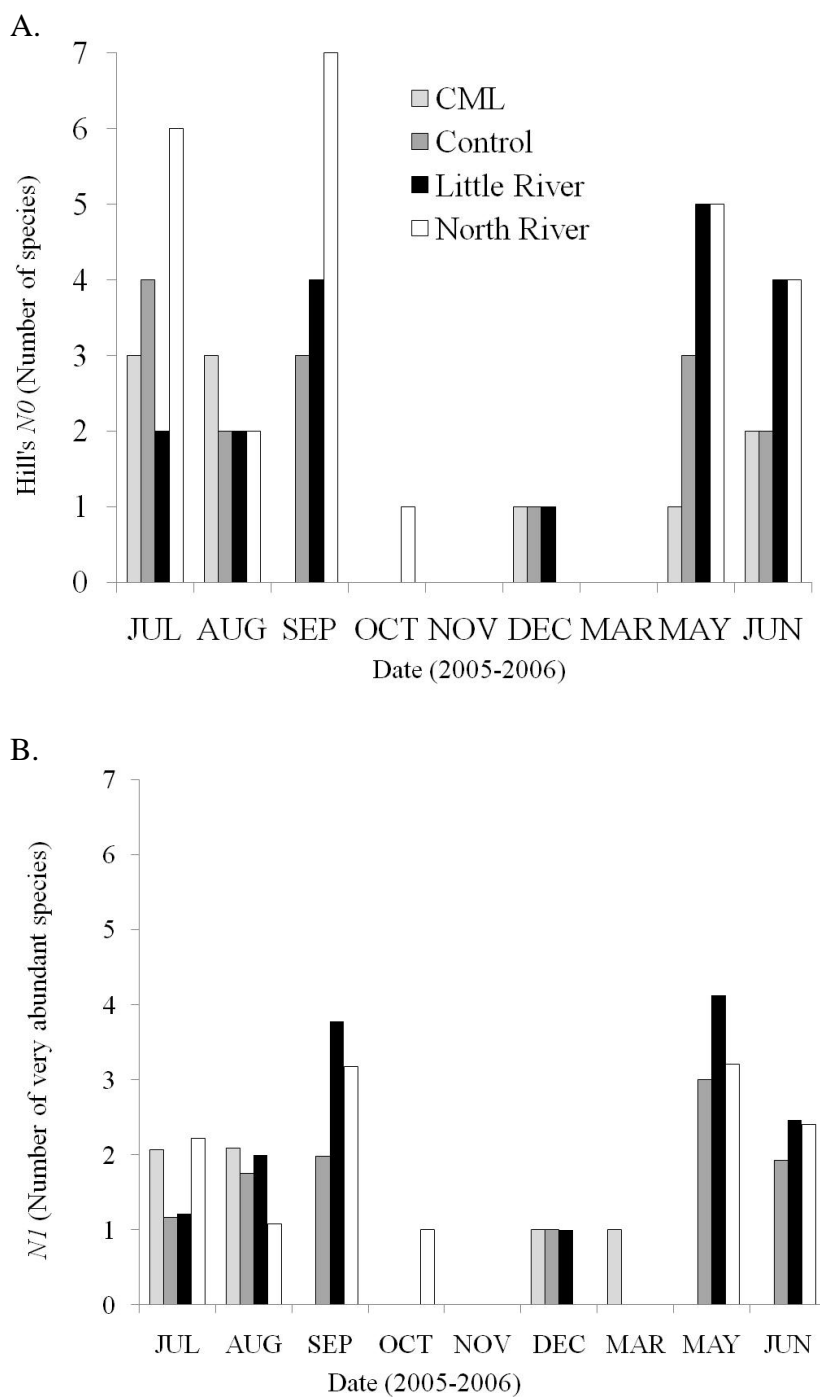 A.
7
6
5
4
3
2
1
0
Hill's N0 (Number of species)
CML
Control
Little River
North River
JUL AUG SEP OCT NOV DEC MAR MAY JUN
Date (2005-2006)
B.
7
6
5
4
3
2
1
0
N1 (Number of very abundant species)
JUL AUG SEP OCT NOV DEC MAR MAY JUN
Date (2005-2006)